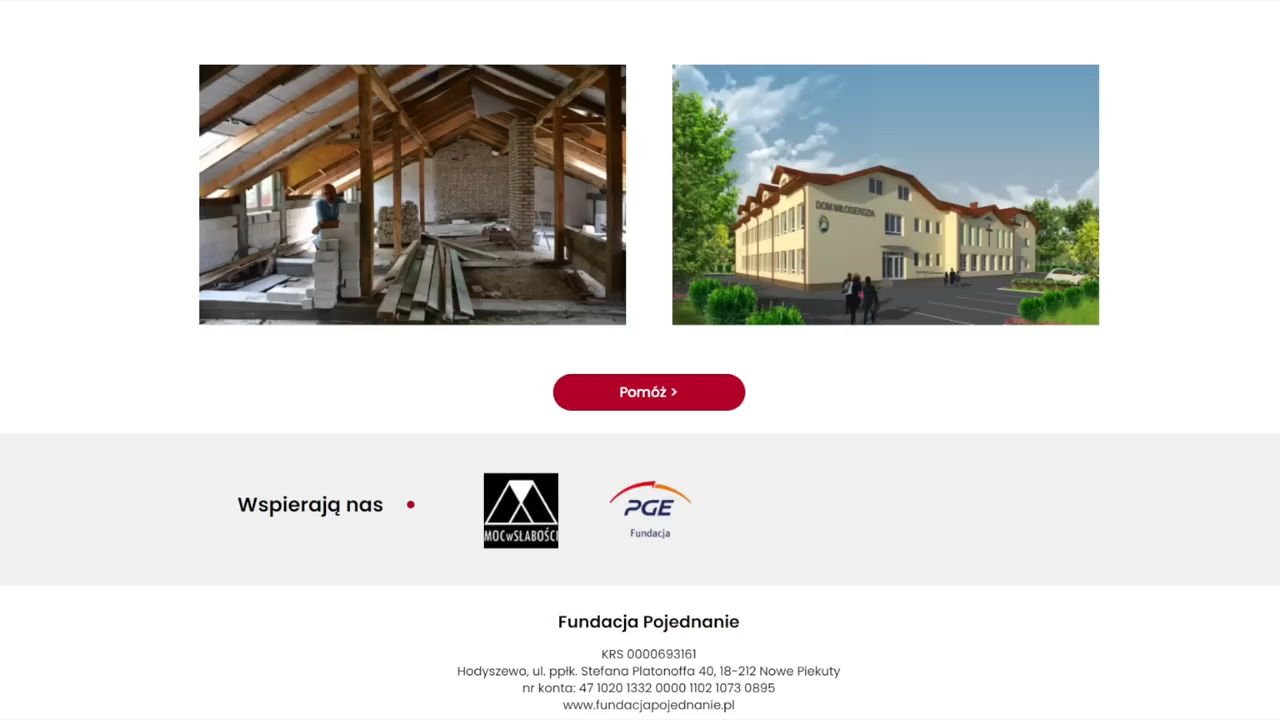 DOM MIŁOSIERDZIA
Pomóż >
Wspierają nas
MOCwSŁABOŚCI
PGE
Fundacja
Fundacja Pojednanie
KRS 0000693161
Hodyszewo, ul. ppłk. Stefana Platonoffa 40, 18-212 Nowe Piekuty
nr konta: 47 1020 1332 0000 1102 1073 0895
www.fundacjapojednanie.pl